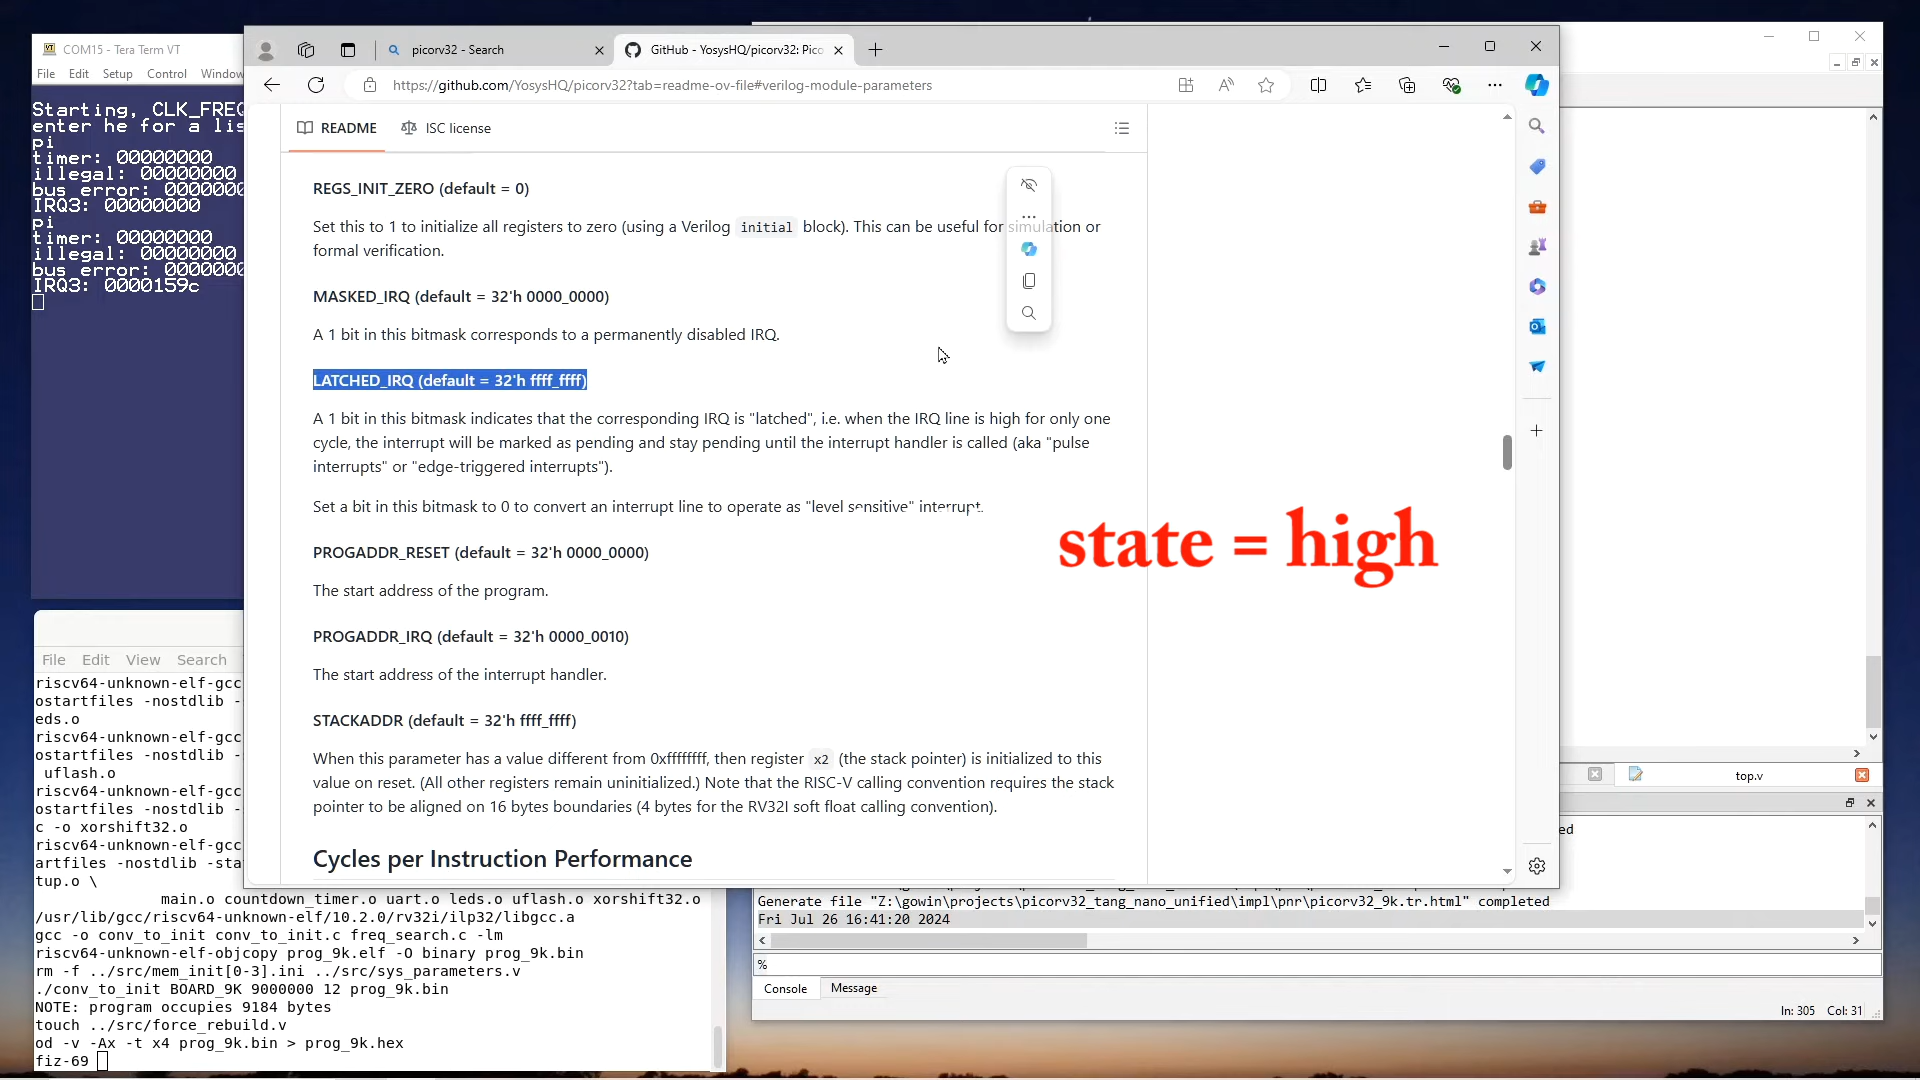 COM15 - Tera Term VT
File Edit Setup Control Window
Starting, CLK_FREQ
enter he for a lis
pi
timer: 00000000
illegal: 00000000
bus error: 0000000
IRQ3: 00000000
pi
timer: 00000000
illegal: 00000000
bus error: 0000000
IRQ3: 0000159c
picorv32 - Search
GitHub - YosysHQ/picorv32: Pico
https://github.com/YosysHQ/picorv32?tab=readme-ov-file#verilog-module-parameters
README
ISC license
REGS_INIT_ZERO (default = 0)
Set this to 1 to initialize all registers to zero (using a Verilog initial block). This can be useful for simulation or
formal verification.
MASKED_IRQ (default = 32'h 0000_0000)
A 1 bit in this bitmask corresponds to a permanently disabled IRQ.
LATCHED_IRQ (default = 32'h ffff_ffff)
A 1 bit in this bitmask indicates that the corresponding IRQ is "latched", i.e. when the IRQ line is high for only one
cycle, the interrupt will be marked as pending and stay pending until the interrupt handler is called (aka "pulse
interrupts" or "edge-triggered interrupts").
Set a bit in this bitmask to 0 to convert an interrupt line to operate as "level sensitive" interrupt.
state = high
PROGADDR_RESET (default = 32'h 0000_0000)
The start address of the program.
PROGADDR_IRQ (default = 32'h 0000_0010)
The start address of the interrupt handler.
STACKADDR (default = 32'h ffff_ffff)
When this parameter has a value different from 0xffffffff, then register x2 (the stack pointer) is initialized to this
value on reset. (All other registers remain uninitialized.) Note that the RISC-V calling convention requires the stack
pointer to be aligned on 16 bytes boundaries (4 bytes for the RV32I soft float calling convention).
Cycles per Instruction Performance
File Edit View Search
riscv64-unknown-elf-gcc
ostartfiles -nostdlib -
eds.o
riscv64-unknown-elf-gcc
ostartfiles -nostdlib -
uflash.o
riscv64-unknown-elf-gcc
ostartfiles -nostdlib -
c -o xorshift32.o
riscv64-unknown-elf-gcc
artfiles -nostdlib -sta
tup.o \
main.o countdown_timer.o uart.o leds.o uflash.o xorshift32.o
/usr/lib/gcc/riscv64-unknown-elf/10.2.0/rv32i/ilp32/libgcc.a
gcc -o conv_to_init conv_to_init.c freq_search.c -lm
riscv64-unknown-elf-objcopy prog_9k.elf -O binary prog_9k.bin
rm -f ../src/mem_init[0-3].ini ../src/sys_parameters.v
./conv_to_init BOARD_9K 9000000 12 prog_9k.bin
NOTE: program occupies 9184 bytes
touch ../src/force_rebuild.v
od -v -Ax -t x4 prog_9k.bin > prog_9k.hex
fiz-69
top.v
ed
Generate file "Z:\gowin\projects\picorv32_tang_nano_unified\impl\pnr\picorv32_9k.tr.html" completed
Fri Jul 26 16:41:20 2024
%
Console Message
In: 305 Col: 31